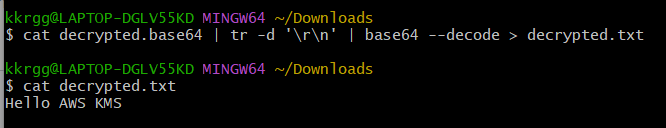 kkrgg@LAPTOP-DGLV55KD MINGW64 ~/Downloads
$ cat decrypted.base64 | tr -d '\r\n' | base64 --decode > decrypted.txt
kkrgg@LAPTOP-DGLV55KD MINGW64 ~/Downloads
$ cat decrypted.txt
Hello AWS KMS